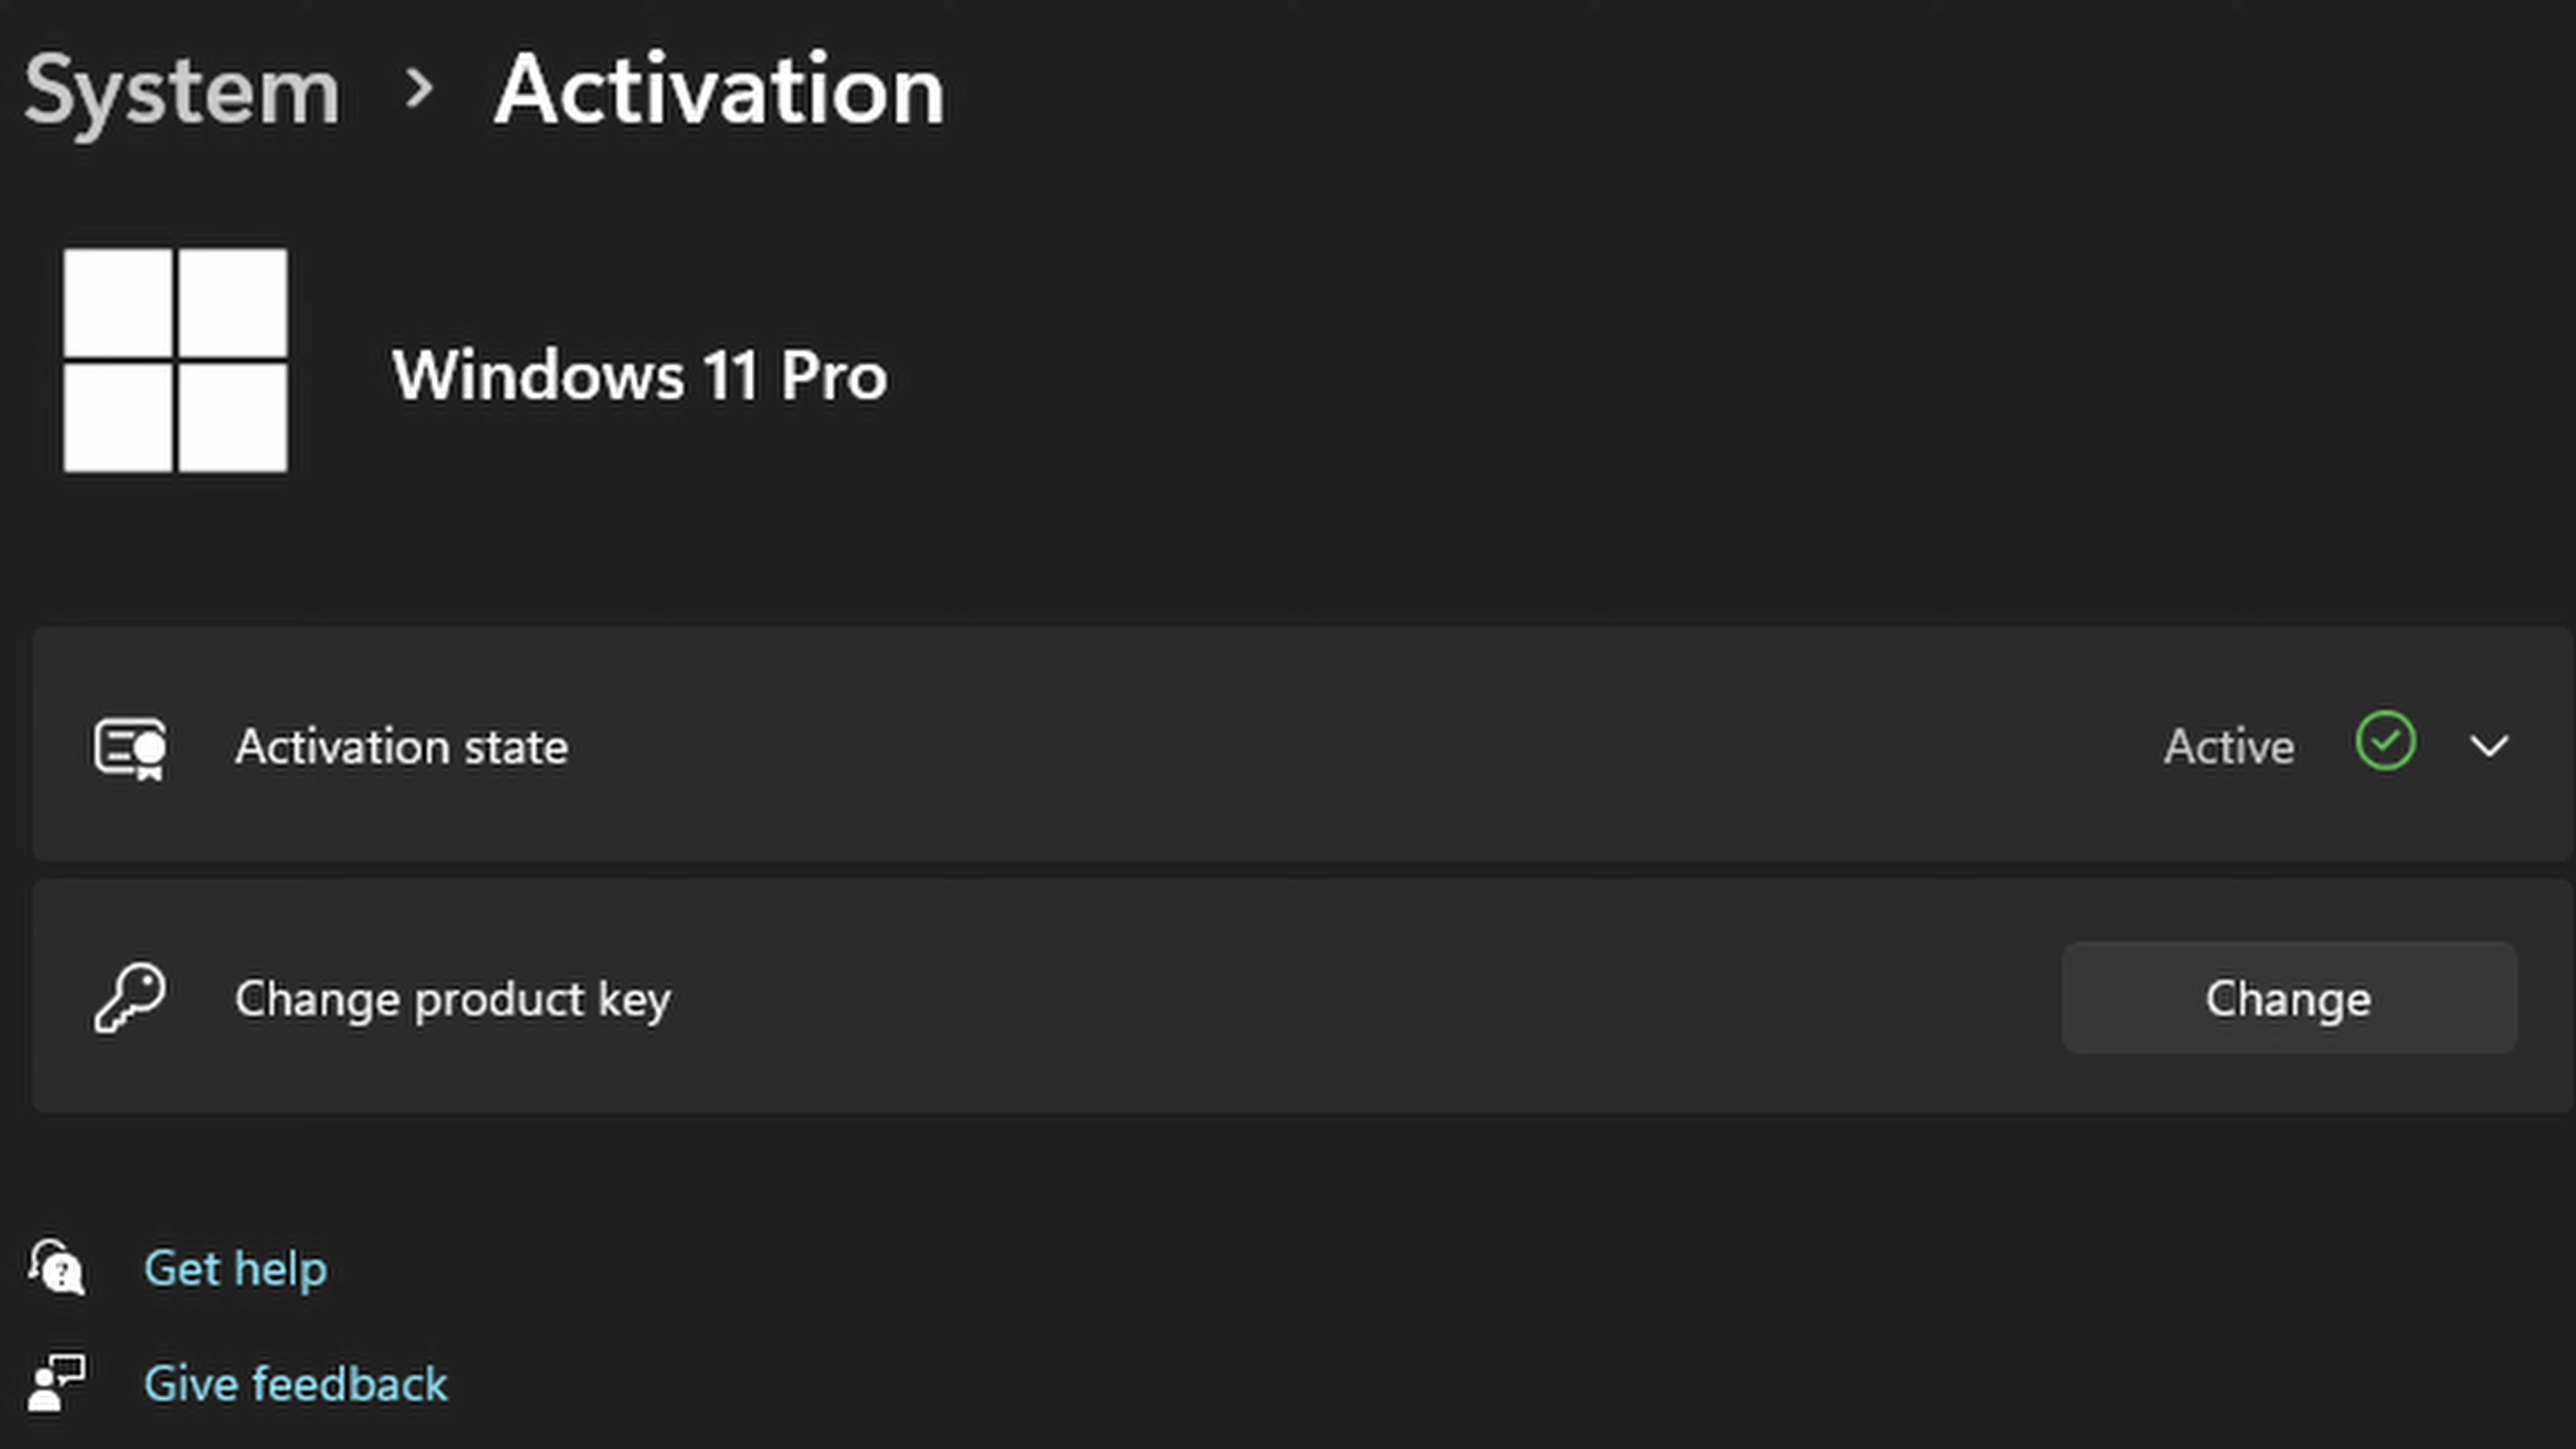 System > Activation
Windows 11 Pro
Activation state Active
Change product key Change
Get help
Give feedback